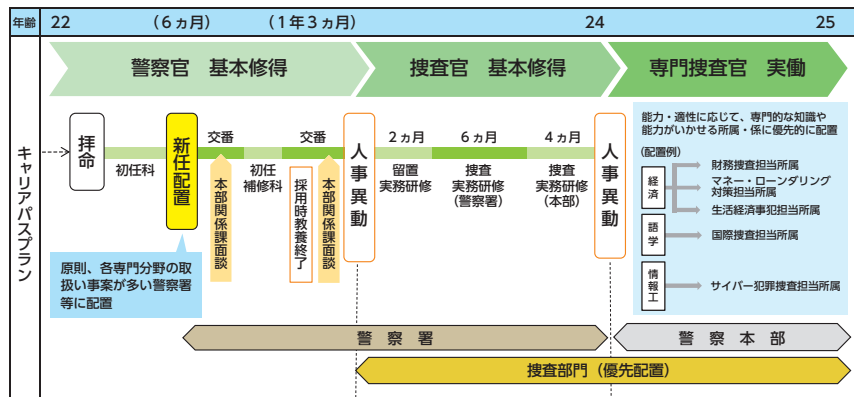 年齢 22 (6ヵ月) (1年3ヵ月) 24 25
キャリアパスプラン
警察官 基本修得
捜査官 基本修得
専門捜査官 実働
拝命
初任科
新任配置
交番
本部関係課面談
初任
補修科
交番
採用時教養終了
本部関係課面談
人事異動
2ヵ月
留置
実務研修
6ヵ月
捜査
実務研修
(警察署)
4ヵ月
捜査
実務研修
(本部)
人事異動
原則、各専門分野の取
扱い事案が多い警察署
等に配置
能力・適性に応じて、専門的な知識や
能力がいかせる所属・係に優先的に配置
(配置例)
経済
財務捜査担当所属
マネー・ローンダリング
対策担当所属
生活経済事犯担当所属
語学
国際捜査担当所属
情報工
サイバー犯罪捜査担当所属
警察署
警察本部
捜査部門(優先配置)